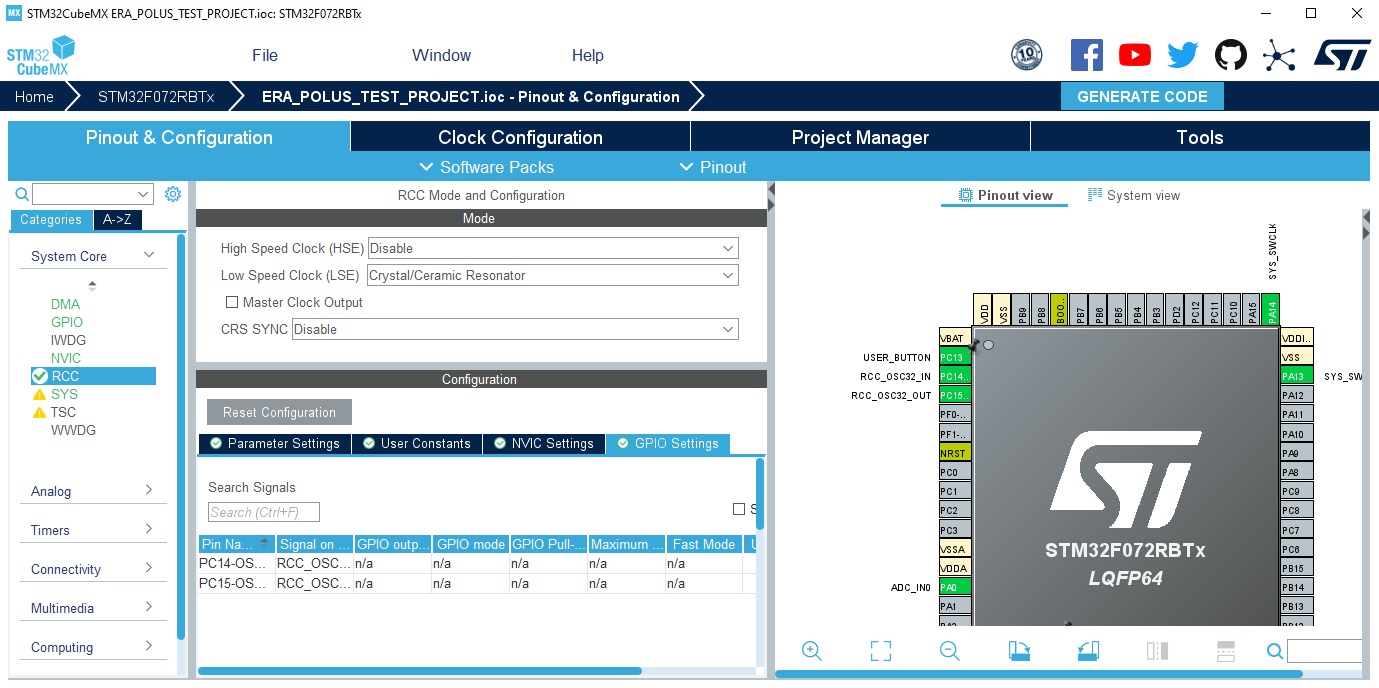 MX STM32CubeMX ERA_POLUS_TEST_PROJECT.ioc: STM32F072RBTx
STM32
CubeMX
File
Window
Help
10
ST
Home
STM32F072RBTx
ERA_POLUS_TEST_PROJECT.ioc - Pinout & Configuration
GENERATE CODE
Pinout & Configuration
Clock Configuration
Project Manager
Tools
Software Packs
Pinout
Categories
A->Z
System Core
DMA
GPIO
IWDG
NVIC
RCC
SYS
TSC
WWDG
Analog
Timers
Connectivity
Multimedia
Computing
RCC Mode and Configuration
Mode
High Speed Clock (HSE) Disable
Low Speed Clock (LSE) Crystal/Ceramic Resonator
Master Clock Output
CRS SYNC Disable
Configuration
Reset Configuration
Parameter Settings
User Constants
NVIC Settings
GPIO Settings
Search Signals
Search (Ctrl+F)
S
Pin Na... Signal on ... GPIO outp... GPIO mode GPIO Pull-... Maximum ... Fast Mode U
PC14-OS... RCC_OSC... n/a n/a n/a n/a n/a
PC15-OS... RCC_OSC... n/a n/a n/a n/a n/a
Pinout view
System view
SYS_SWCLK
VDD
VSS
PB9
PB8
BOO..
PB7
PB6
PB5
PB4
PB3
PD2
PC12
PC11
PC10
PA15
PA14
VBAT
USER_BUTTON PC13
RCC_OSC32_IN PC14..
RCC_OSC32_OUT PC15..
PF0-..
PF1-..
NRST
PC0
PC1
PC2
PC3
VSSA
VDDA
ADC_IN0 PA0
PA1
PA2
VDDI..
VSS
PA13 SYS_SW
PA12
PA11
PA10
PA9
PA8
PC9
PC8
PC7
PC6
PB15
PB14
PB13
PB12
ST
STM32F072RBTx
LQFP64